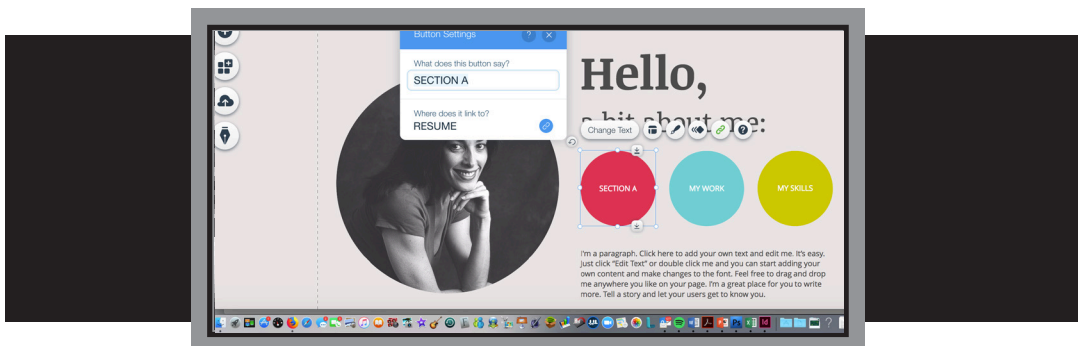 Button Settings
?
What does this button say?
SECTION A
Where does it link to?
RESUME
Hello,
a bit about me:
Change Text
?
SECTION A
MY WORK
MY SKILLS
I'm a paragraph. Click here to add your own text and edit me. It's easy.
Just click "Edit Text" or double click me and you can start adding your
own content and make changes to the font. Feel free to drag and drop
me anywhere you like on your page. I'm a great place for you to write
more. Tell a story and let your users get to know you.